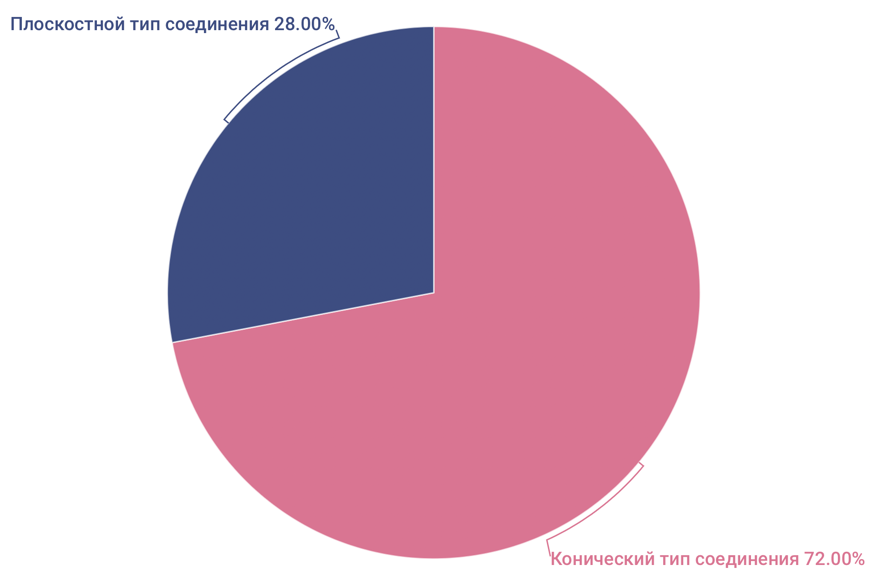 Плоскостной тип соединения 28.00%
Конический тип соединения 72.00%